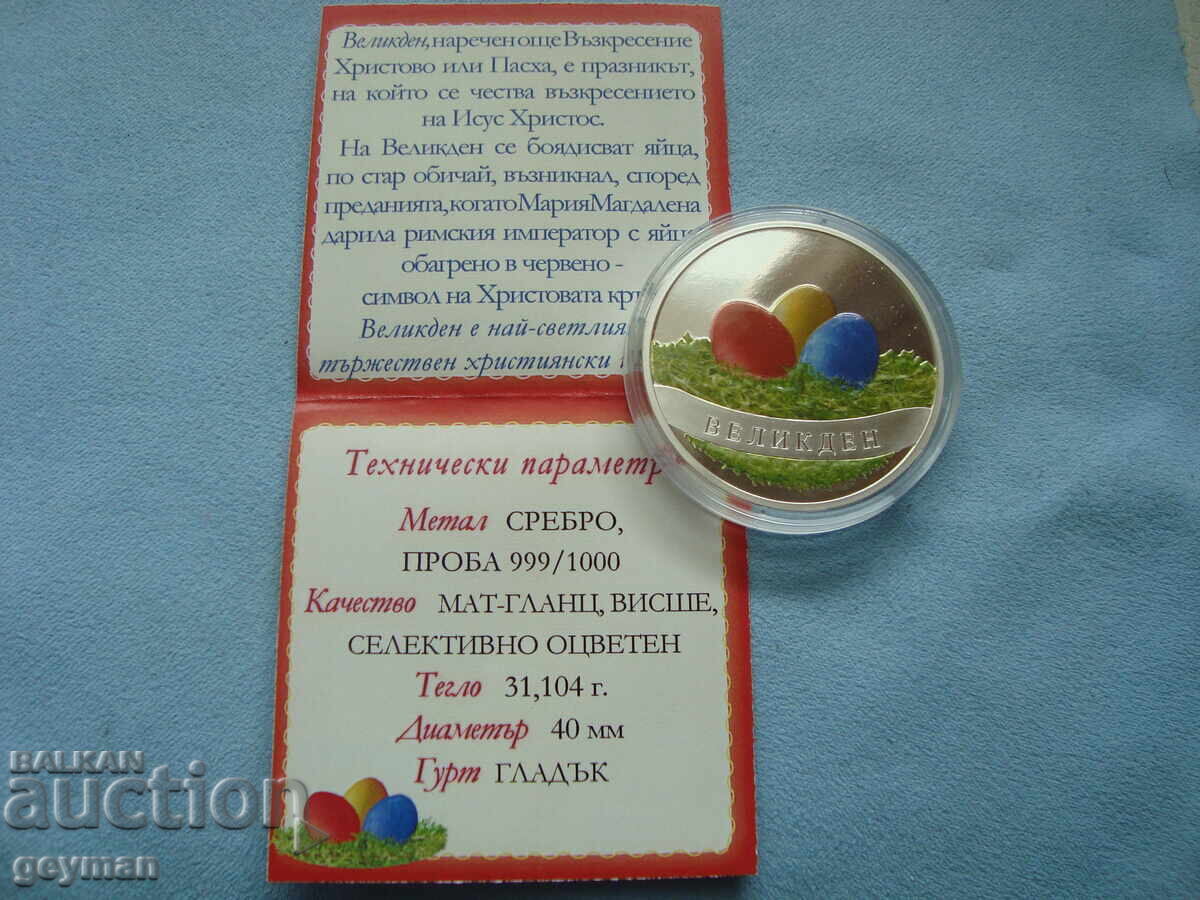 Великден, наречен още Възкресение
Христово или Пасха, е празникът,
на който се чества възкресението
на Исус Христос.
На Великден се боядисват яйца,
по стар обичай, възникнал, според
преданията, когато Мария Магдалена
дарила римския император с яйце
обагрено в червено -
символ на Христовата
Великден е най-светлия
тържествен християнски
Технически
Метал СРЕБРО,
ПРОБА 999/1000
Качество МАТ-ГЛАНЦ, ВИСШЕ,
СЕЛЕКТИВНО ОЦВЕТЕН
Тегло 31,104 г.
Диаметър 40 мм
Гурт ГЛАДЪК
ВЕЛИКДЕН
BALKAN
auction
geyman